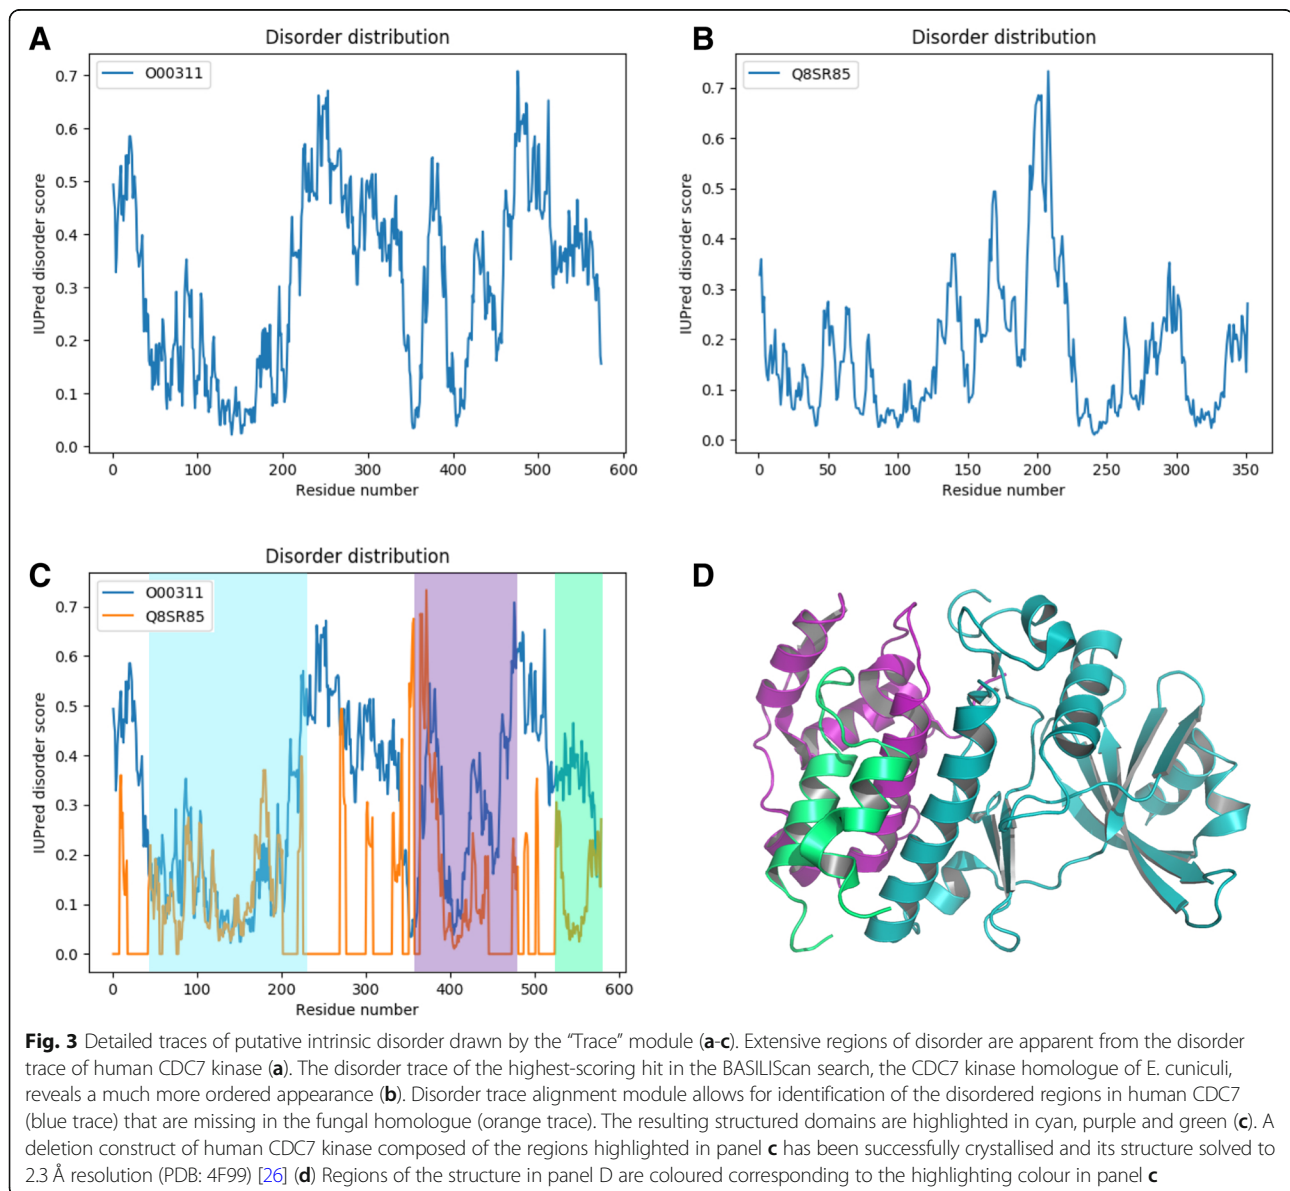 A
Disorder distribution
O00311
IUPred disorder score
0.7
0.6
0.5
0.4
0.3
0.2
0.1
0.0
0 100 200 300 400 500 600
Residue number
B
Disorder distribution
Q8SR85
IUPred disorder score
0.7
0.6
0.5
0.4
0.3
0.2
0.1
0.0
0 50 100 150 200 250 300 350
Residue number
C
Disorder distribution
O00311
Q8SR85
IUPred disorder score
0.7
0.6
0.5
0.4
0.3
0.2
0.1
0.0
0 100 200 300 400 500 600
Residue number
D
Fig. 3 Detailed traces of putative intrinsic disorder drawn by the “Trace” module (a-c). Extensive regions of disorder are apparent from the disorder
trace of human CDC7 kinase (a). The disorder trace of the highest-scoring hit in the BASILIScan search, the CDC7 kinase homologue of E. cuniculi,
reveals a much more ordered appearance (b). Disorder trace alignment module allows for identification of the disordered regions in human CDC7
(blue trace) that are missing in the fungal homologue (orange trace). The resulting structured domains are highlighted in cyan, purple and green (c). A
deletion construct of human CDC7 kinase composed of the regions highlighted in panel c has been successfully crystallised and its structure solved to
2.3 Å resolution (PDB: 4F99) [26] (d) Regions of the structure in panel D are coloured corresponding to the highlighting colour in panel c